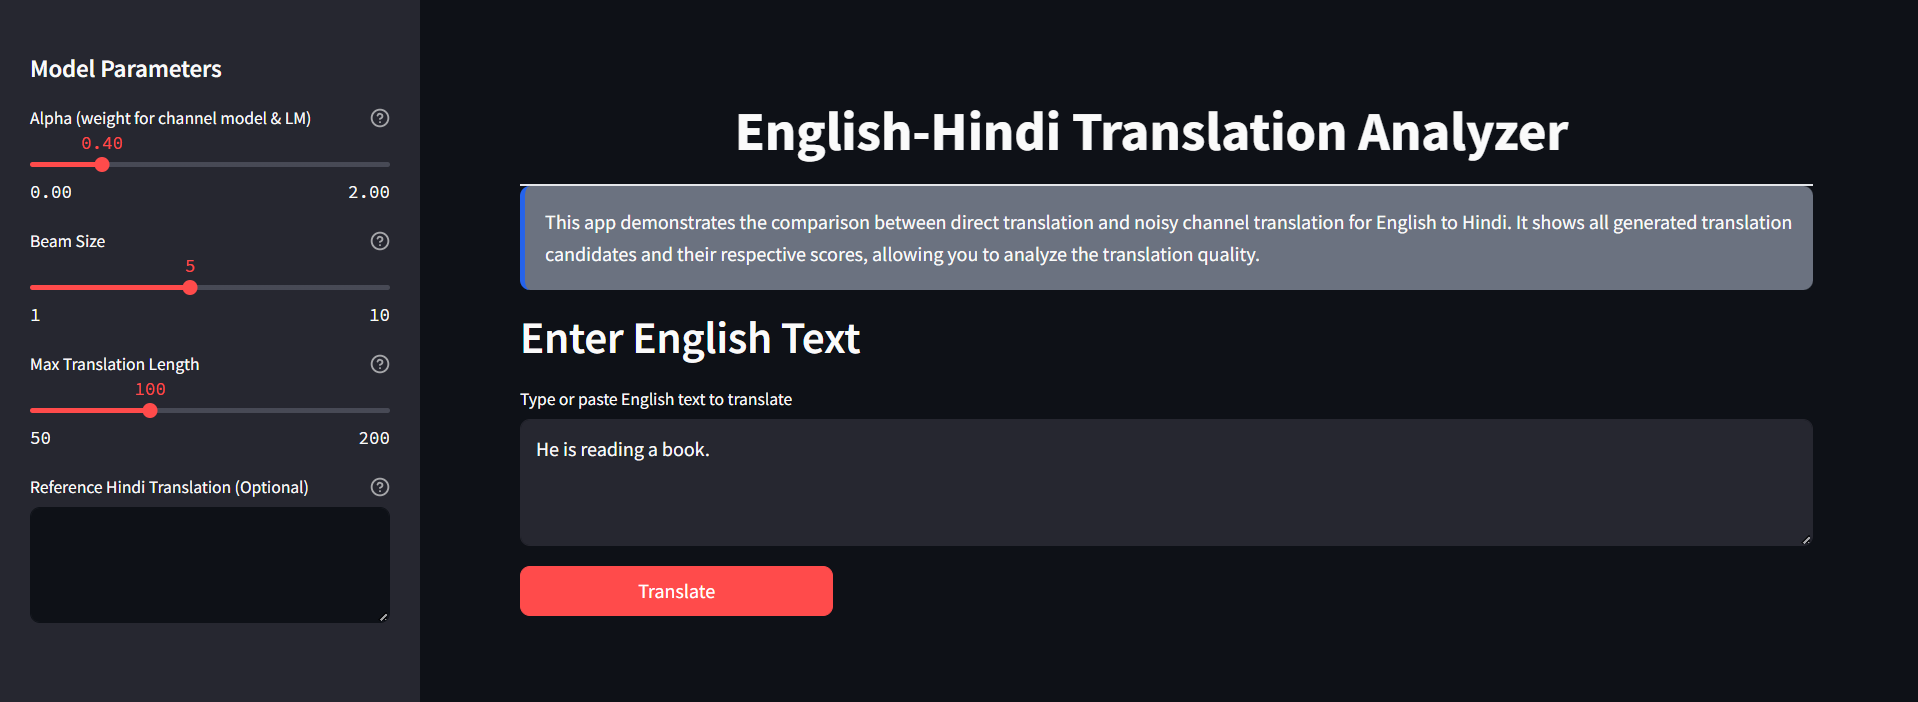 Model Parameters
Alpha (weight for channel model & LM)
0.40
0.00 2.00
Beam Size
5
1 10
Max Translation Length
100
50 200
Reference Hindi Translation (Optional)
English-Hindi Translation Analyzer
This app demonstrates the comparison between direct translation and noisy channel translation for English to Hindi. It shows all generated translation
candidates and their respective scores, allowing you to analyze the translation quality.
Enter English Text
Type or paste English text to translate
He is reading a book.
Translate